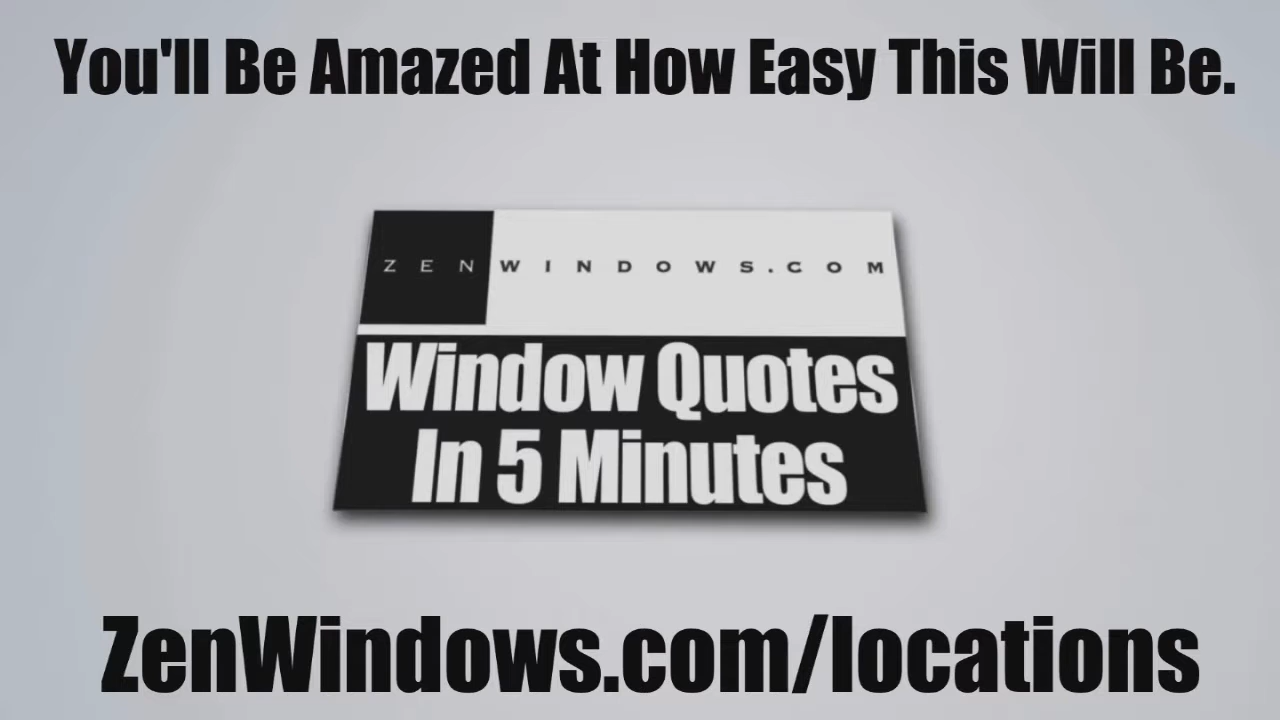 You'll Be Amazed At How Easy This Will Be.
ZENWINDOWS.COM
Window Quotes
In 5 Minutes
ZenWindows.com/locations